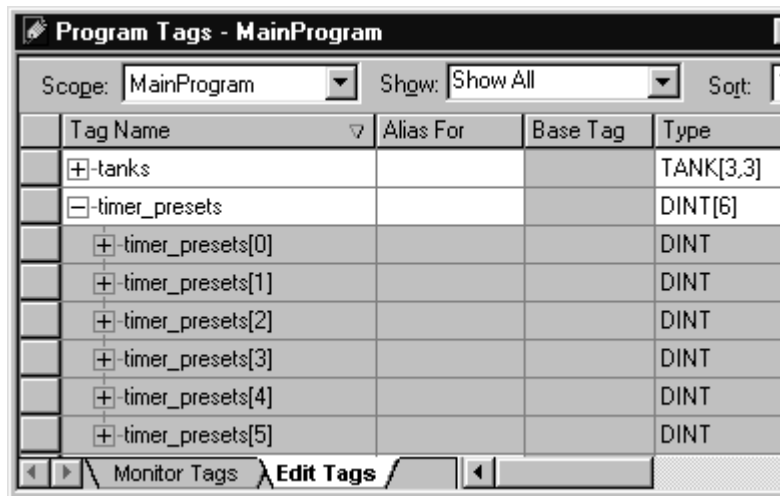 Program Tags - MainProgram
Scope: MainProgram Show: Show All Sort:
Tag Name Alias For Base Tag Type
tanks TANK[3,3]
timer_presets DINT[6]
timer_presets[0] DINT
timer_presets[1] DINT
timer_presets[2] DINT
timer_presets[3] DINT
timer_presets[4] DINT
timer_presets[5] DINT
Monitor Tags Edit Tags